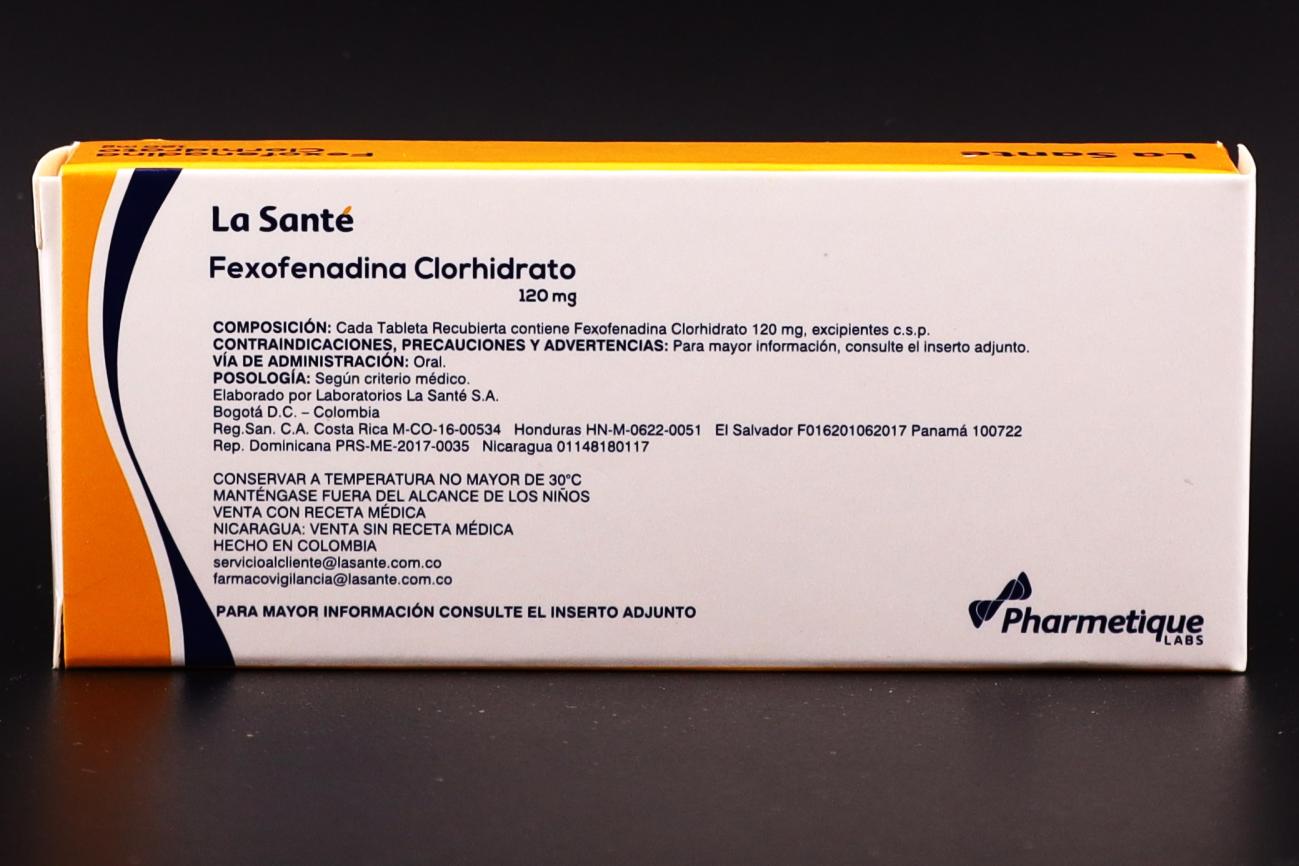 Fexofenadina
Clorhidrato
120 mg
La Santé
La Santé
Fexofenadina Clorhidrato
120 mg
COMPOSICIÓN: Cada Tableta Recubierta contiene Fexofenadina Clorhidrato 120 mg, excipientes c.s.p.
CONTRAINDICACIONES, PRECAUCIONES Y ADVERTENCIAS: Para mayor información, consulte el inserto adjunto.
VÍA DE ADMINISTRACIÓN: Oral.
POSOLOGÍA: Según criterio médico.
Elaborado por Laboratorios La Santé S.A.
Bogotá D.C. – Colombia
Reg.San. C.A. Costa Rica M-CO-16-00534 Honduras HN-M-0622-0051 El Salvador F016201062017 Panamá 100722
Rep. Dominicana PRS-ME-2017-0035 Nicaragua 01148180117
CONSERVAR A TEMPERATURA NO MAYOR DE 30°C
MANTÉNGASE FUERA DEL ALCANCE DE LOS NIÑOS
VENTA CON RECETA MÉDICA
NICARAGUA: VENTA SIN RECETA MÉDICA
HECHO EN COLOMBIA
servicioalcliente@lasante.com.co
farmacovigilancia@lasante.com.co
PARA MAYOR INFORMACIÓN CONSULTE EL INSERTO ADJUNTO
Pharmetique
LABS